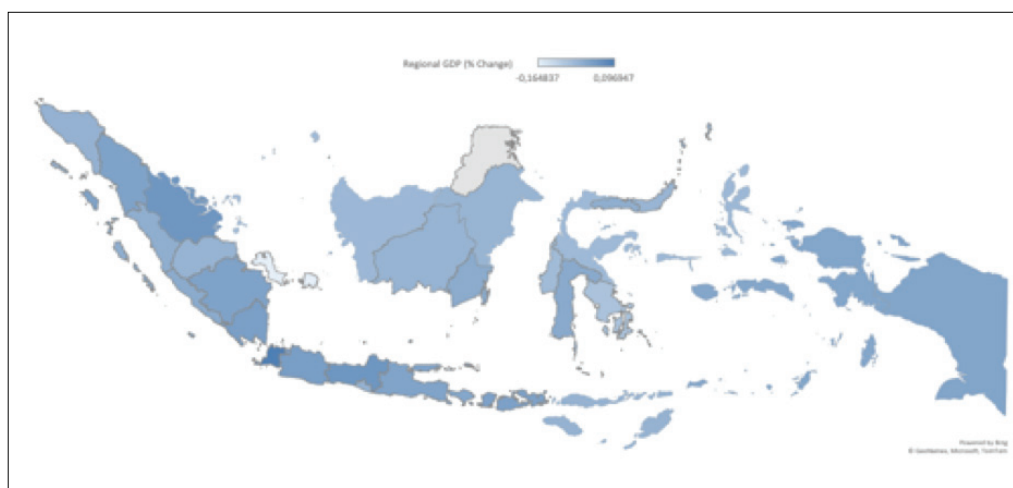 Regional GDP (% Change)
-0,164837 0,096947
Powered by Bing
© GeoNames, Microsoft, TomTom